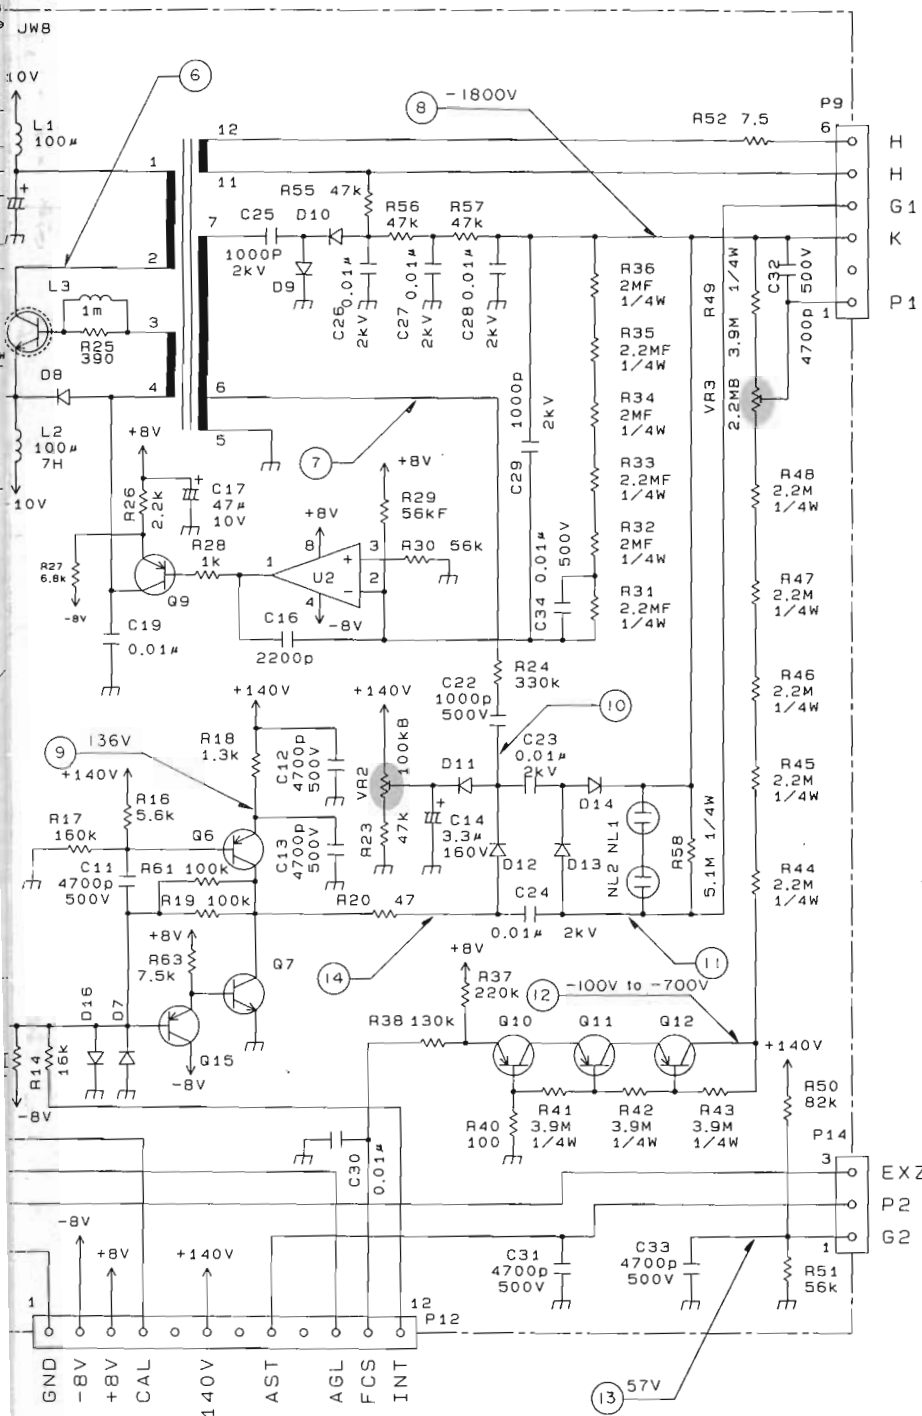 JW8
10V
L1
100μ
1
2
L3
1m
R25
390
3
D8
4
L2
100μ
7H
-10V
6
12
11
R55 47k
7
C25
1000P
2kV
D10
D9
R56
47k
R57
47k
C26 0.01μ
2kV
C27 0.01μ
2kV
C28 0.01μ
2kV
8
-1800V
R52 7.5
P9
6
H
H
G1
K
P1
1
R36
2MF
1/4W
R35
2.2MF
1/4W
R34
2MF
1/4W
R33
2.2MF
1/4W
R32
2MF
1/4W
R31
2.2MF
1/4W
C29 1000p
2kV
C34 0.01μ
500V
R49
3.9M 1/4W
C32
500V
4700p
VR3
2.2MB
R48
2.2M
1/4W
R47
2.2M
1/4W
R46
2.2M
1/4W
R45
2.2M
1/4W
R44
2.2M
1/4W
6
5
7
+8V
R26
2.2k
C17
47μ
10V
R27
6.8k
-8V
Q9
R28
1k
1
+8V
8
U2
4
-8V
3
2
+
-
+8V
R29
56kF
R30 56k
C16
2200p
C19
0.01μ
R24
330k
C22
1000p
500V
10
+140V
9
136V
R18
1.3k
C12
4700p
500V
+140V
R16
5.6k
R17
160k
C11
4700p
500V
Q6
C13
4700p
500V
R61 100k
R19 100k
+140V
VR2
100kB
R23
47k
C14
3.3μ
160V
D11
C23
0.01μ
2kV
D14
D12
D13
NL2 NL1
R58
5.1M 1/4W
R20 47
C24
0.01μ 2kV
14
11
+8V
R63
7.5k
Q7
Q15
-8V
D16
D7
R14
16k
-8V
+8V
R37
220k
12
-100V to -700V
R38 130k
Q10
Q11
Q12
R40
100
R41
3.9M
1/4W
R42
3.9M
1/4W
R43
3.9M
1/4W
+140V
R50
82k
P14
3
EXZ
P2
G2
1
R51
56k
C30
0.01μ
C31
4700p
500V
C33
4700p
500V
13
57V
-8V
+8V
+140V
1
12
P12
GND
-8V
+8V
CAL
140V
AST
AGL
FCS
INT